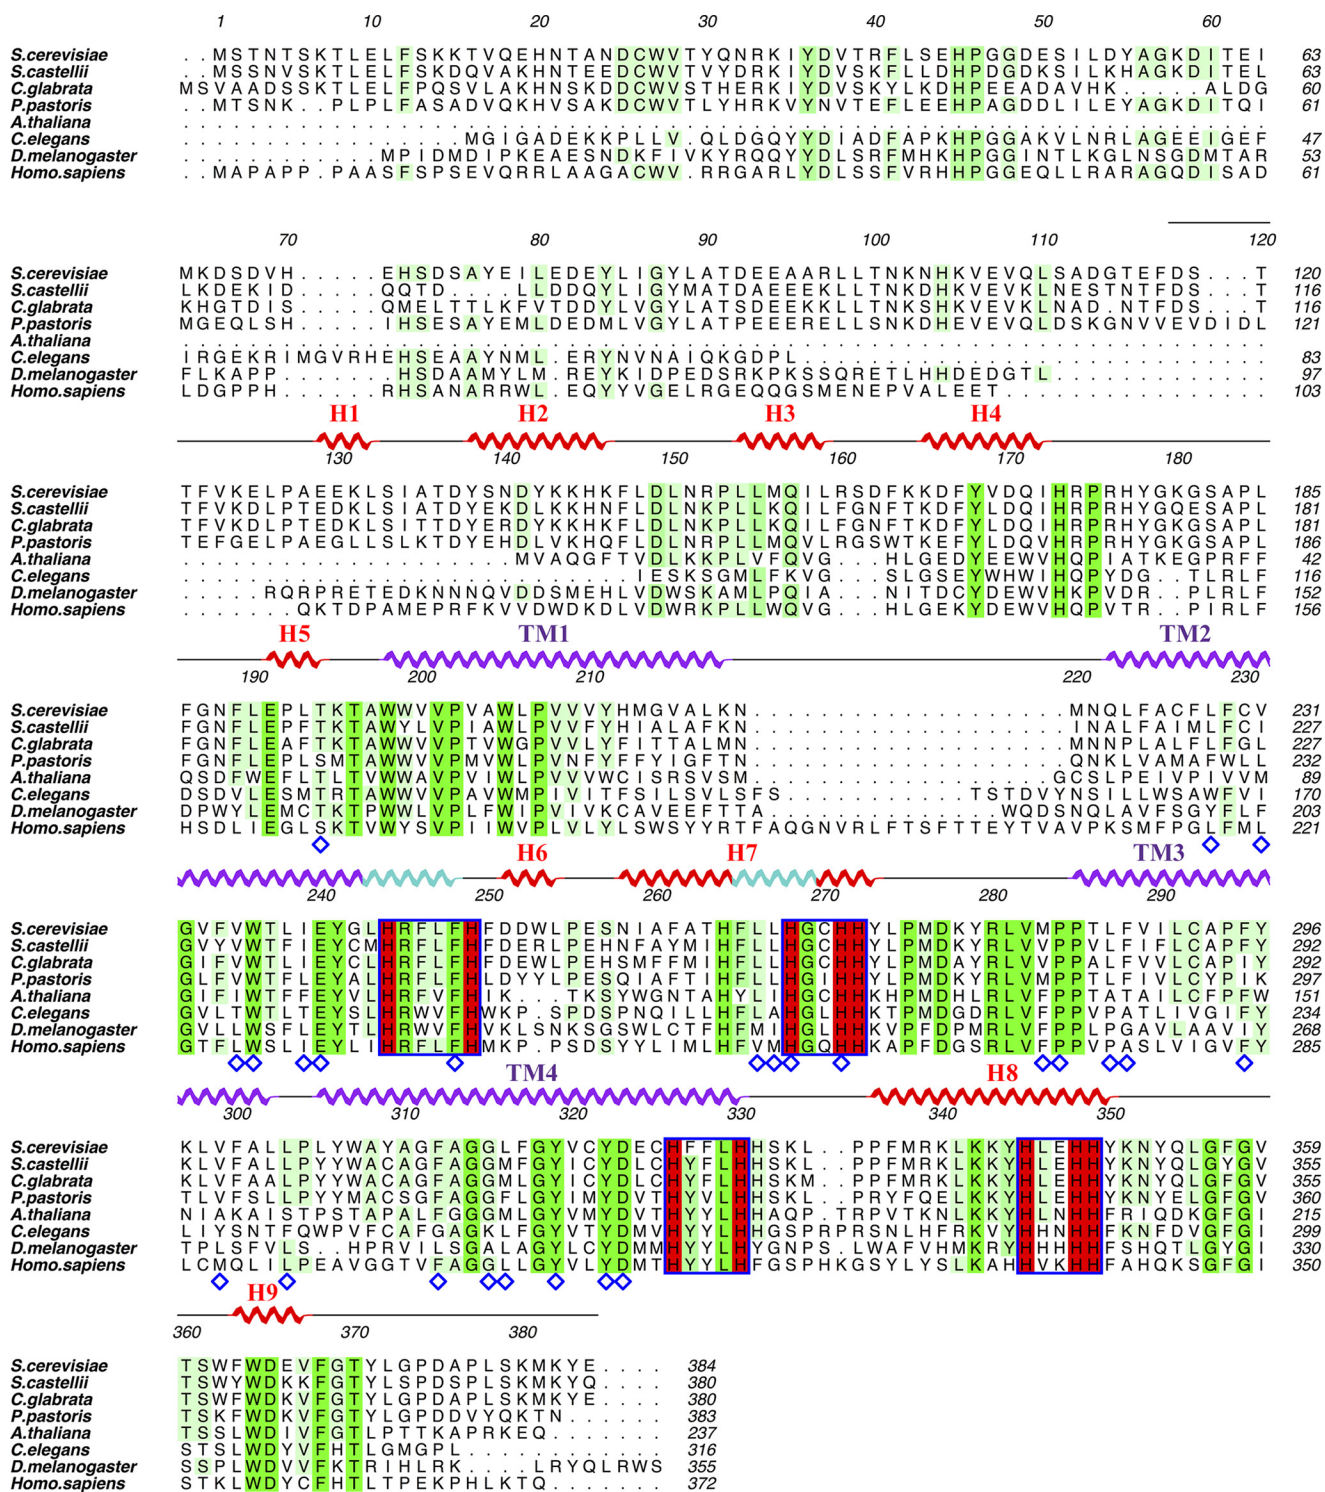 1 10 20 30 40 50 60
S.cerevisiae ..MSTNTSKTLELFSKKTVQEHNTANDCWVTYQNRKIYDVTRFLSEHPGGDESILDYAGKDITEI 63
S.castellii ..MSSNVSKTLELFSKDQVAKHNTEEDCWVTVYDRKIYDVSKFLLDHPDGDKSILKHAGKDITEL 63
C.glabrata MSVAADSSKTLELFPQSVLAKHNSKDDCWVSTHERKIYDVSKYLKDHPEEADAVHK.....ALDG 60
P.pastoris ..MTSNK..PLPLFASADVQKHVSAKDCWVTLYHRKVYNVTEFLEEHPAGDDLILEYAGKDITQI 61
A.thaliana .................................................................
C.elegans .................MGIGADEKKPLLV.QLDGQYYDIADFAPKHPGGAKVLNRLAGEEIGEF 47
D.melanogaster ............MPIDMDIPKEAESNDKFIVKYRQQYYDLSRFMHKHPGGINTLKGLNSGDMTAR 53
Homo.sapiens ..MAPAPP.PAASFSPSEVQRRLAAGACWV.RRGARLYDLSSFVRHHPGGEQLLRARAGQDISAD 61
70 80 90 100 110 120
S.cerevisiae MKDSDVH.....EHSDSAYEILEDEYLIGYLATDEEAARLLTNKNHKVEVQLSADGTEFDS...T 120
S.castellii LKDEKID.....QQTD....LLDDQYLIGYMATDAEEEKLLTNKDHKVEVKLNESTNTFDS...T 116
C.glabrata KHGTDIS.....QMELTTLKFVTDDYLVGYLATSDEEKKLLTNKSHKVEVKLNAD.NTFDS...T 116
P.pastoris MGEQLSH.....IHSESAYEMLDEDMLVGYLATPEEERELLSNKDHEVEVQLDSKGNVVEVDIDL 121
A.thaliana .................................................................
C.elegans IRGEKRIMGVRHEHSEAAYNML.ERYNVNAIQKGDPL............................ 83
D.melanogaster FLKAPP.......HSDAAMYLM.REYKIDPEDSRKPKSSQRETLHHDEDGTL............. 97
Homo.sapiens LDGPPH......RHSANARRWL.EQYYVGELRGEQQGSMENEPVALEET................ 103
H1 H2 H3 H4
130 140 150 160 170 180
S.cerevisiae TFVKELPAEEKLSIATDYSNDYKKHKFLDLNRPLLMQILRSDFKKDFYVDQIHRPRHYGKGSAPL 185
S.castellii TFVKDLPTEDKLSIATDYEKDLKKHNFLDLNKPLLKQILFGNFTKDFYLDQIHRPRHYGQESAPL 181
C.glabrata TFVKDLPTEDKLSITTDYERDYKKHKFLDLNKPLLKQILFGNFTKDFYLDQIHRPRHYGKGSAPL 181
P.pastoris TEFGELPAEGLLSLKTDYEHDLVKHQFLDLNRPLLMQVLRGSWTKEFYLDQVHRPRHYGKGSAPL 186
A.thaliana ....................MVAQGFTVDLKKPLVFQVG...HLGEDYEEWVHQPIATKEGPRFF 42
C.elegans ...........................IESKSGMLFKVG...SLGSEYWHWIHQPYDG..TLRLF 116
D.melanogaster .....RQRPRETEDKNNNQVDDSMEHLVDWSKAMLPQIA...NITDCYDEWVHKPVDR..PLRLF 152
Homo.sapiens .......QKTDPAMEPRFKVVDWDKDLVDWRKPLLWQVG...HLGEKYDEWVHQPVTR..PIRLF 156
H5 TM1 TM2
190 200 210 220 230
S.cerevisiae FGNFLEPLTKTAWWVVPVAWLPVVVYHMGVALKN...................MNQLFACFLFCV 231
S.castellii FGNFLEPFTKTAWYLVPVAWLPVVVFYIALAFKN...................INALFAIMLFCI 227
C.glabrata FGNFLEAFTKTAWWVVPTVWGPVVLYFITTALMN...................MNNPLALFLFGL 227
P.pastoris FGNFLEPLSMTAWWVVPMVWLPVNFYFFYIGFTN...................QNKLVAMAFWLL 232
A.thaliana QSDFWEFLTLTVWWAVPVIWLPVVVWCISRSVSM..................GCSLPEIVPIVVM 89
C.elegans DSDVLESMTRTAWWVVPAVWMPIVITFSILSVLSFS...........TSTDVYNSILLWSAWFVI 170
D.melanogaster DPWYLEMCTKTPWWLVPLFWIPVIVKCAVEEFTTA..............WQDSNQLAVFSGYFLF 203
Homo.sapiens HSDLIEGLSKTVWYSVPIIWVPLVLYLSWSYYRTFAQGNVRLFTSFTTEYTVAVPKSMFPGLFML 221
H6 H7 TM3
240 250 260 270 280 290
S.cerevisiae GVFVWTLIEYGLHRFLFHFDDWLPESNIAFATHFLLHGCHHYLPMDKYRLVMPPTLFVILCAPFY 296
S.castellii GVYVWTFIEYCMHRFLFHFDERLPEHNFAYMIHFLLHGCHHYLPMDKYRLVVPPVLFIFLCAPFY 292
C.glabrata GIFVWTLIEYCLHRFLFHFDEWLPEHSMFFMIHFLLHGCHHYLPMDAYRLVVPPALFVVLCAPFY 292
P.pastoris GLFVWTLIEYALHRFLFHLDYYLPESQIAFTIHFLLHGIHHYLPMDKYRLVMPPTLFIVLCYPIK 297
A.thaliana GIFIWTFFEYVLHRFVFHIK...TKSYWGNTAHYLIHGCHHKHPMDHLRLVFPPTATAILCFPFW 151
C.elegans GVLTWTLTEYSLHRWVFHWKP.SPDSPNQILLHFLAHGLHHKTPMDGDRLVFPPVPATLIVGIFY 234
D.melanogaster GVLLWSFLEYTLHRWVFHVKLSNKSGSWLCTFHFMIHGLHHKVPFDPMRLVFPPLPGAVLAAVIY 268
Homo.sapiens GTFLWSLIEYLIHRFLFHMKP.PSDSYYLIMLHFVMHGQHHKAPFDGSRLVFPPVPASLVIGVFY 285
TM4 H8
300 310 320 330 340 350
S.cerevisiae KLVFALLPLYWAYAGFAGGLFGYVCYDECHFFLHHSKL..PPFMRKLKKYHLEHHYKNYQLGFGV 359
S.castellii KLVFALLPYYWACAGFAGGMFGYICYDLCHYFLHHSKL..PPFMRKLKKYHLEHHYKNYQLGYGV 355
C.glabrata KLVFAALPYYWACAGFAGGLFGYICYDLCHYFLHHSKM..PPFMRKLKKYHLEHHYKNYQLGFGV 355
P.pastoris TLVFSLLPYYMACSGFAGGFLGYIMYDVTHYVLHHSKL..PRYFQELKKYHLEHHYKNYELGFGV 360
A.thaliana NIAKAISTPSTAPALFGGGMLGYVMYDVTHYYLHHAQP.TRPVTKNLKKYHLNHHFRIQDKGFGI 215
C.elegans LIYSNTFQWPVFCAFGAGKLFGYVTYDMVHYYLHHGSPRPRSNLHFRKVYHHNHHFKNFDVGFGI 299
D.melanogaster TPLSFVLS..HPRVILSGALAGYLCYDMMHYYLHYGNPS.LWAFVHMKRYHHHHHFSHQTLGYGI 330
Homo.sapiens LCMQLILPEAVGGTVFAGGLLGYVLYDMTHYYLHFGSPHKGSYLYSLKAHHVKHHFAHQKSGFGI 350
H9
360 370 380
S.cerevisiae TSWFWDEVFGTYLGPDAPLSKMKYE.... 384
S.castellii TSWYWDKKFGTYLSPDSPLSKMKYQ.... 380
C.glabrata TSWFWDKVFGTYLGPDAPLSKMKYE.... 380
P.pastoris TSKFWDKVFGTYLGPDDVYQKTN...... 383
A.thaliana TSSLWDIVFGTLPTTKAPRKEQ....... 237
C.elegans STSLWDYVFHTLGMGPL............ 316
D.melanogaster SSPLWDVVFKTRIHLRK....LRYQLRWS 355
Homo.sapiens STKLWDYCFHTLTPEKPHLKTQ....... 372